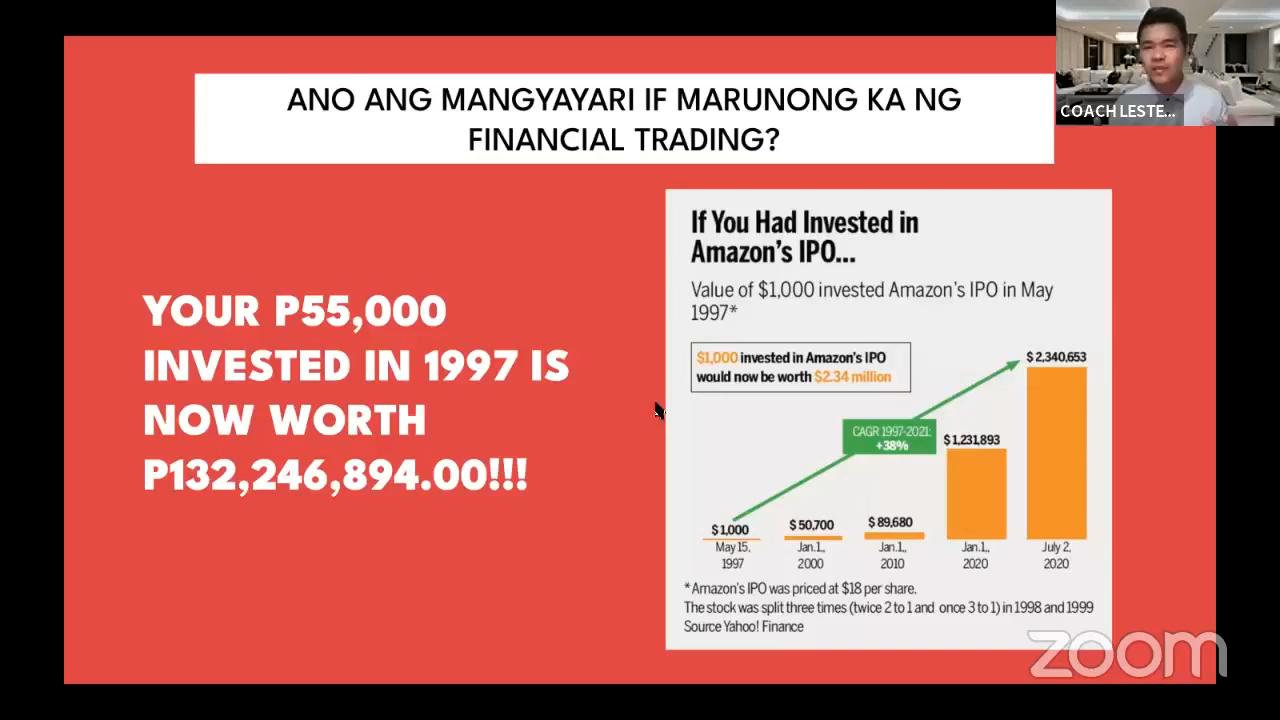 COACH LESTE...
ANO ANG MANGYAYARI IF MARUNONG KA NG
FINANCIAL TRADING?
YOUR P55,000
INVESTED IN 1997 IS
NOW WORTH
P132,246,894.00!!!
If You Had Invested in
Amazon's IPO...
Value of $1,000 invested Amazon's IPO in May
1997*
$1,000 invested in Amazon's IPO
would now be worth $2.34 million
CAGR 1997-2021:
+38%
$ 1,000
$ 50,700
$ 89,680
$ 1,231,893
$ 2,340,653
May 15,
1997
Jan.1.,
2000
Jan.1.,
2010
Jan.1.,
2020
July 2,
2020
*Amazon's IPO was priced at $18 per share.
The stock was split three times (twice 2 to 1 and once 3 to 1) in 1998 and 1999
Source Yahoo! Finance
zoom